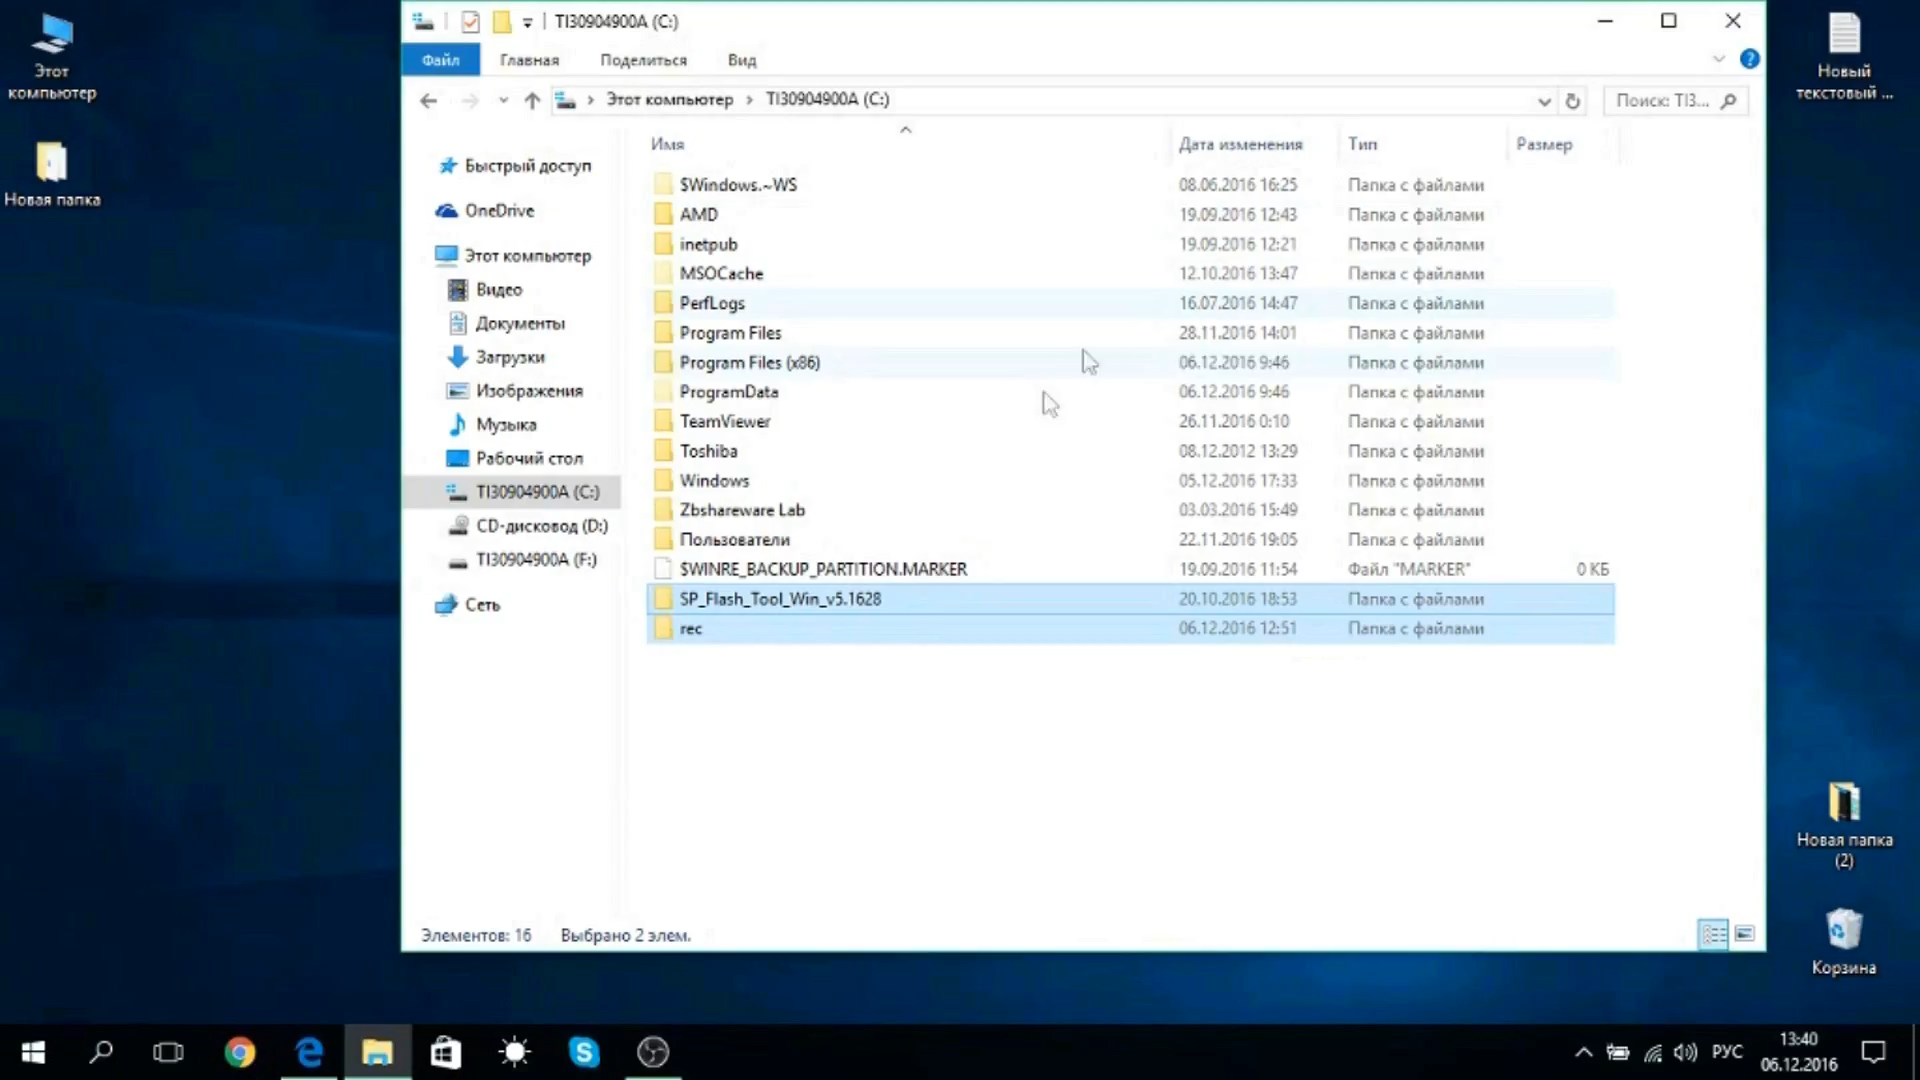 Этот
компьютер
Новая папка
TI30904900A (C:)
Файл Главная Поделиться Вид
Этот компьютер TI30904900A (C:)
Поиск: TI3...
Имя Дата изменения Тип Размер
Быстрый доступ
OneDrive
Этот компьютер
Видео
Документы
Загрузки
Изображения
Музыка
Рабочий стол
TI30904900A (C:)
CD-дисковод (D:)
TI30904900A (F:)
Сеть
$Windows.~WS 08.06.2016 16:25 Папка с файлами
AMD 19.09.2016 12:43 Папка с файлами
inetpub 19.09.2016 12:21 Папка с файлами
MSOCache 12.10.2016 13:47 Папка с файлами
PerfLogs 16.07.2016 14:47 Папка с файлами
Program Files 28.11.2016 14:01 Папка с файлами
Program Files (x86) 06.12.2016 9:46 Папка с файлами
ProgramData 06.12.2016 9:46 Папка с файлами
TeamViewer 26.11.2016 0:10 Папка с файлами
Toshiba 08.12.2012 13:29 Папка с файлами
Windows 05.12.2016 17:33 Папка с файлами
Zbshareware Lab 03.03.2016 15:49 Папка с файлами
Пользователи 22.11.2016 19:05 Папка с файлами
$WINRE_BACKUP_PARTITION.MARKER 19.09.2016 11:54 Файл "MARKER" 0 КБ
SP_Flash_Tool_Win_v5.1628 20.10.2016 18:53 Папка с файлами
rec 06.12.2016 12:51 Папка с файлами
Элементов: 16 Выбрано 2 элем.
Новый
текстовый ...
Новая папка
(2)
Корзина
РУС
13:40
06.12.2016